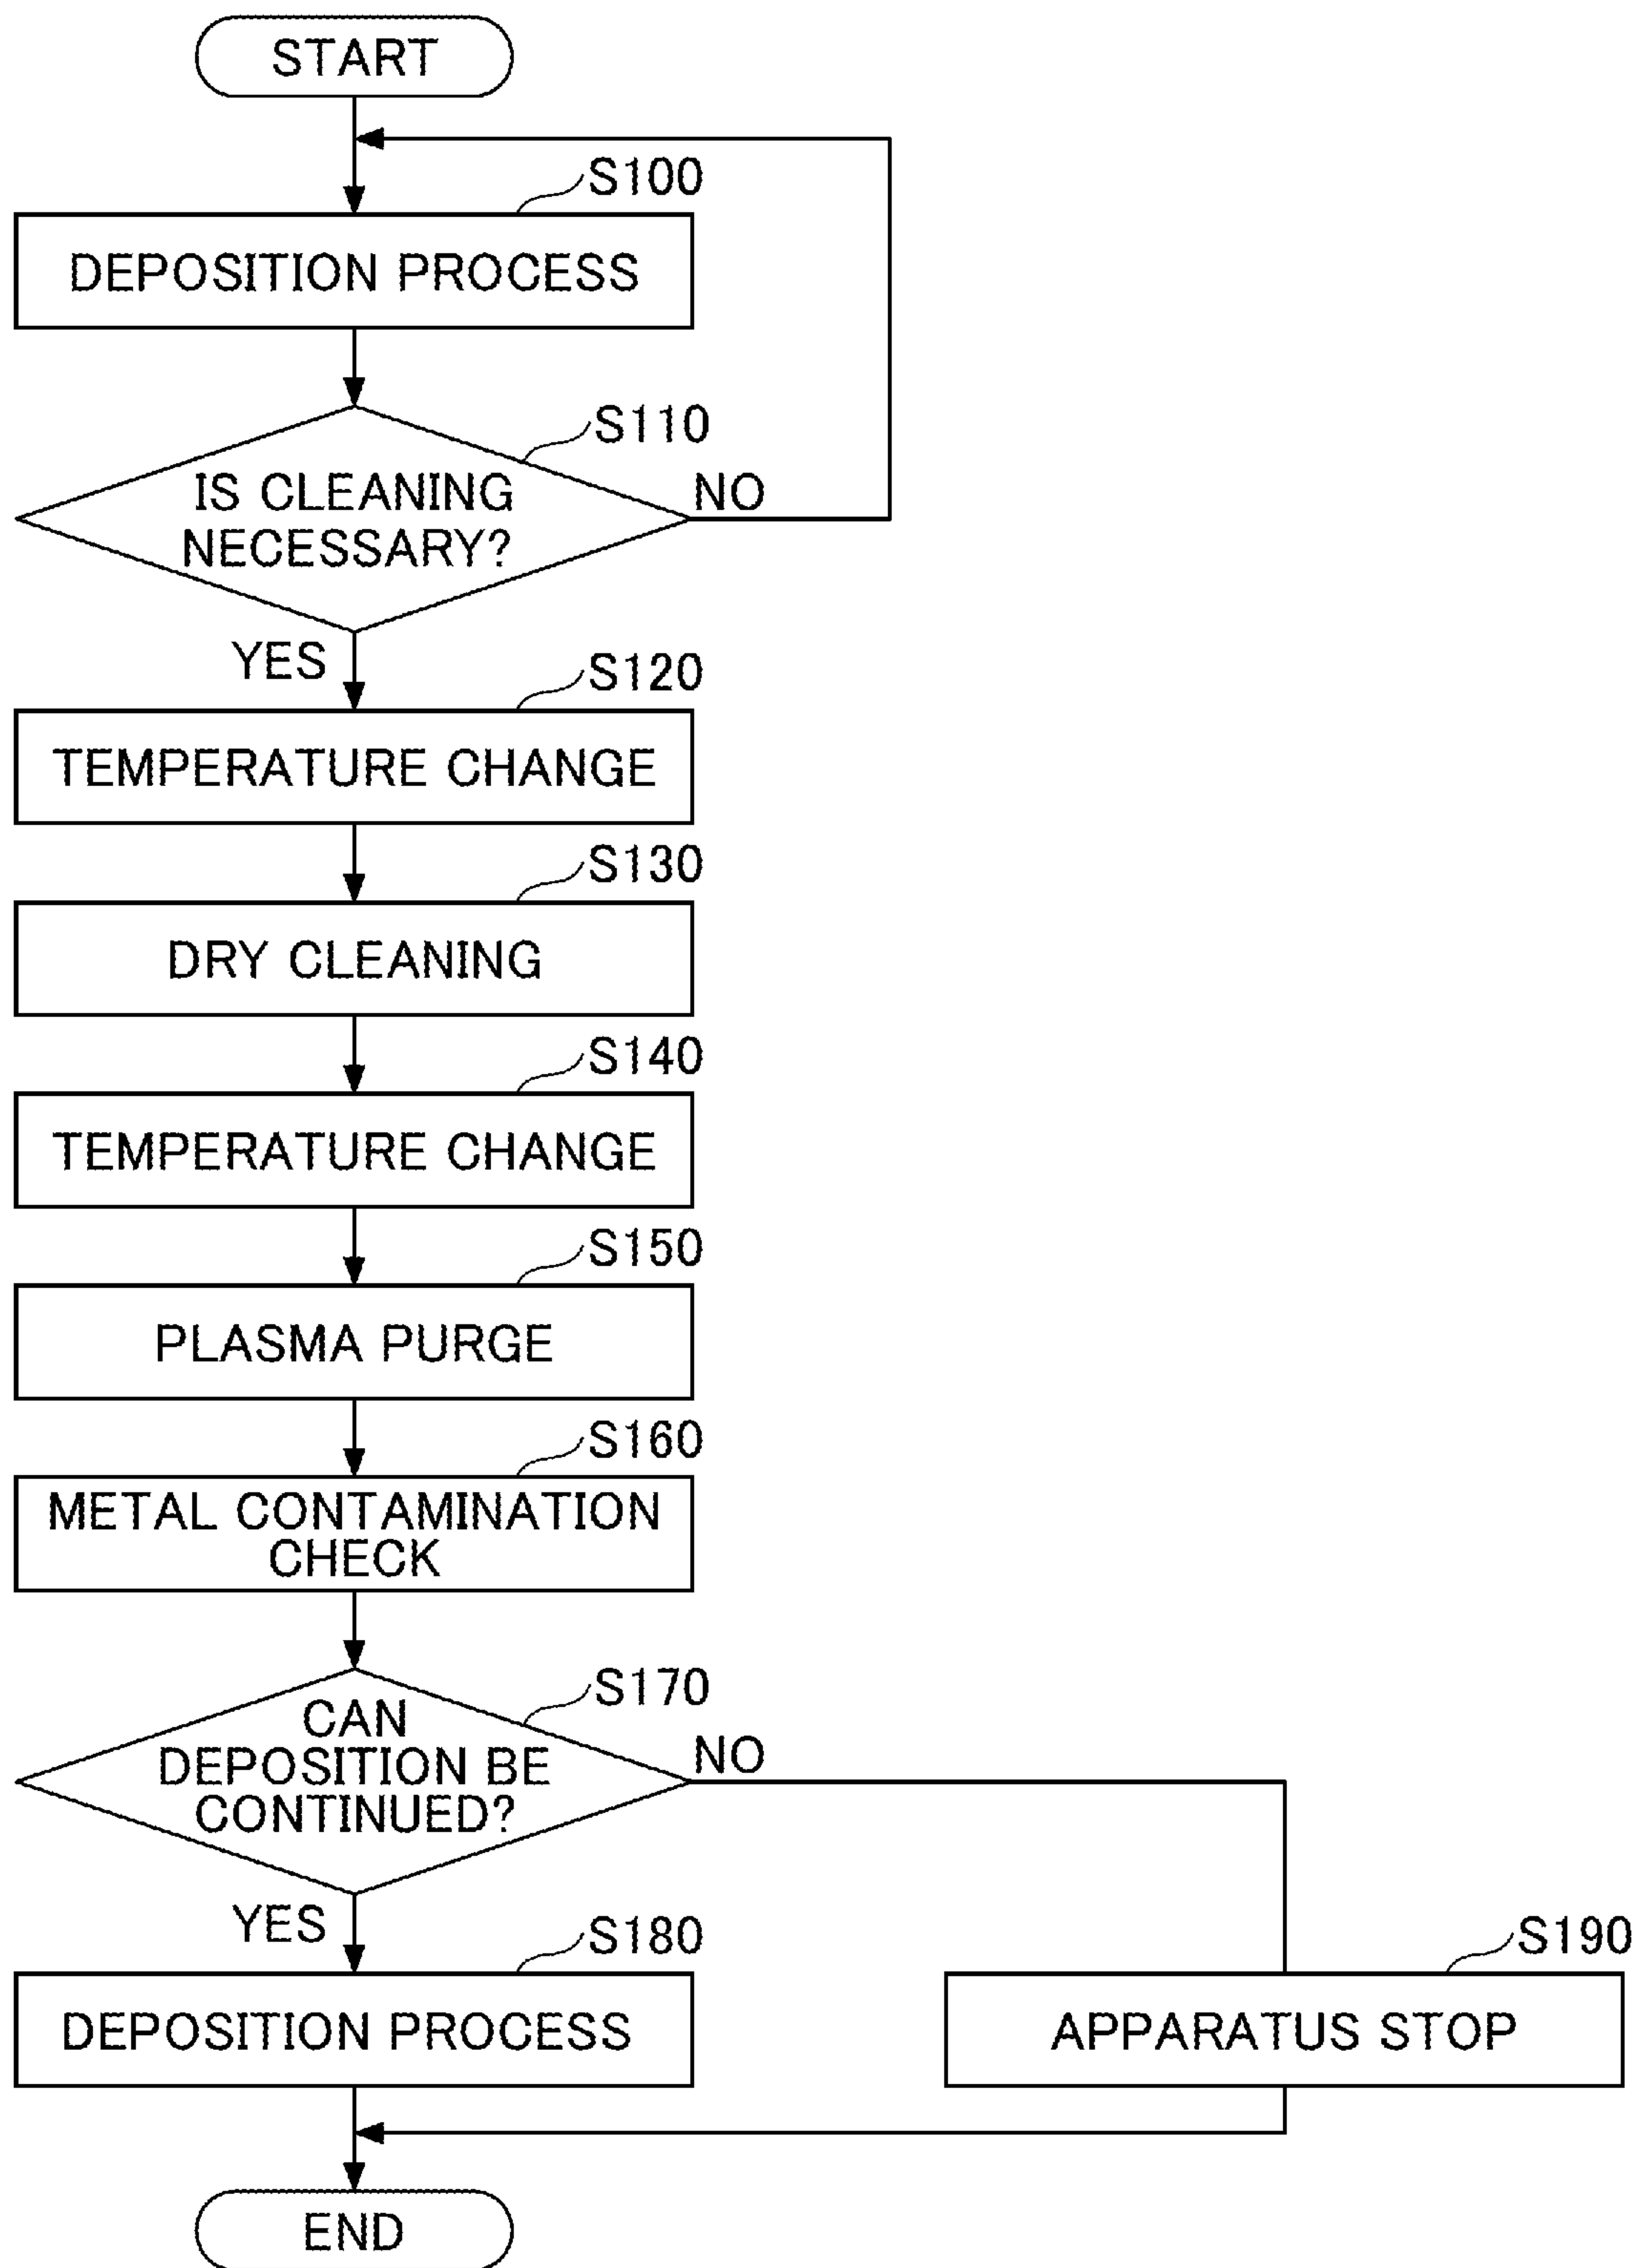 START
S100
DEPOSITION PROCESS
S110
IS CLEANING
NECESSARY?
NO
YES
S120
TEMPERATURE CHANGE
S130
DRY CLEANING
S140
TEMPERATURE CHANGE
S150
PLASMA PURGE
S160
METAL CONTAMINATION
CHECK
S170
CAN
DEPOSITION BE
CONTINUED?
NO
YES
S180
DEPOSITION PROCESS
S190
APPARATUS STOP
END